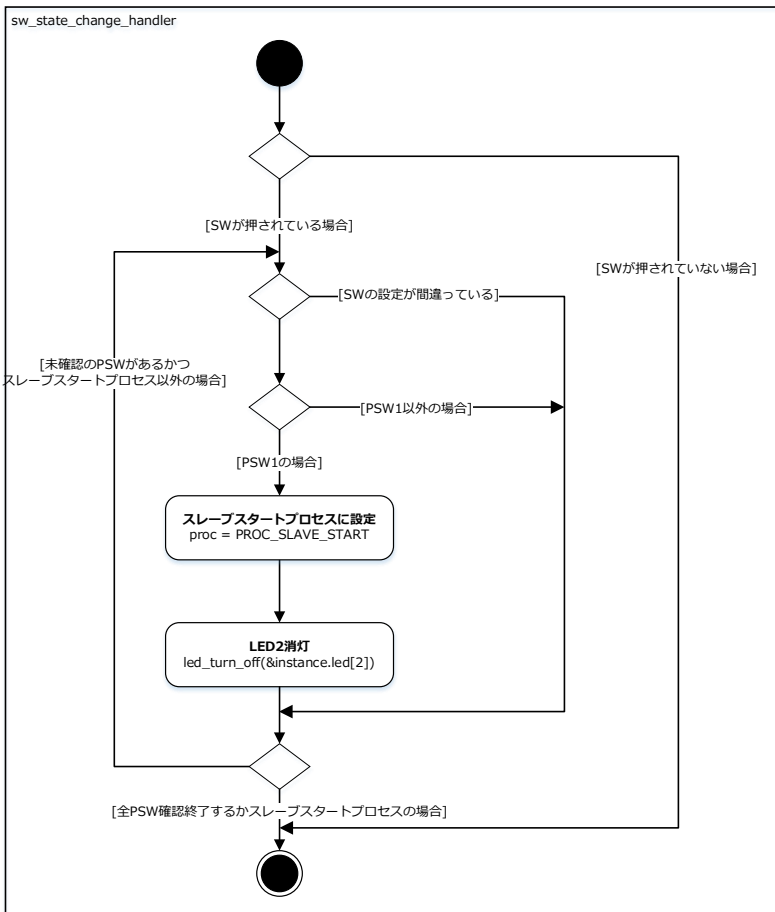 sw_state_change_handler
[SWが押されている場合]
[SWが押されていない場合]
[SWの設定が間違っている]
[未確認のPSWがあるかつ
スレーブスタートプロセス以外の場合]
[PSW1以外の場合]
[PSW1の場合]
スレーブスタートプロセスに設定
proc = PROC_SLAVE_START
LED2消灯
led_turn_off(&instance.led[2])
[全PSW確認終了するかスレーブスタートプロセスの場合]